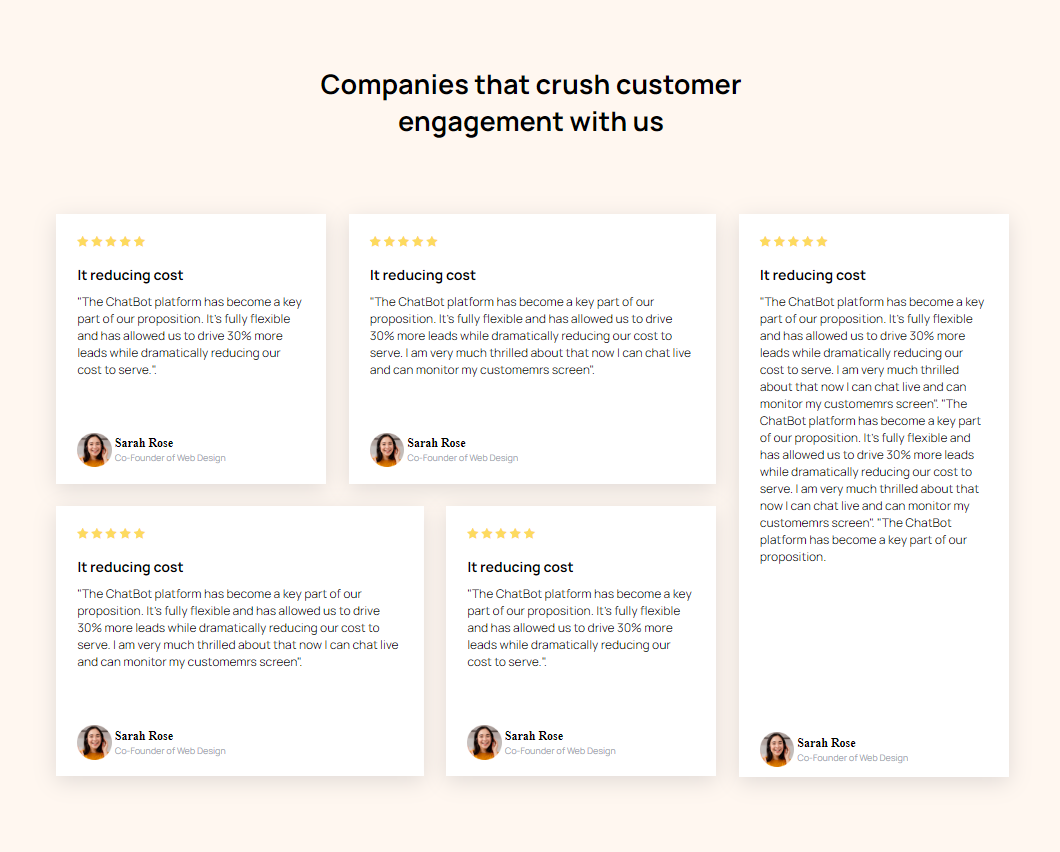 Companies that crush customer
engagement with us
It reducing cost
"The ChatBot platform has become a key
part of our proposition. It's fully flexible
and has allowed us to drive 30% more
leads while dramatically reducing our
cost to serve.".
Sarah Rose
Co-Founder of Web Design
It reducing cost
"The ChatBot platform has become a key part of our
proposition. It's fully flexible and has allowed us to drive
30% more leads while dramatically reducing our cost to
serve. I am very much thrilled about that now I can chat live
and can monitor my customemrs screen".
Sarah Rose
Co-Founder of Web Design
It reducing cost
"The ChatBot platform has become a key
part of our proposition. It's fully flexible
and has allowed us to drive 30% more
leads while dramatically reducing our
cost to serve. I am very much thrilled
about that now I can chat live and can
monitor my customemrs screen". "The
ChatBot platform has become a key part
of our proposition. It's fully flexible and
has allowed us to drive 30% more leads
while dramatically reducing our cost to
serve. I am very much thrilled about that
now I can chat live and can monitor my
customemrs screen". "The ChatBot
platform has become a key part of our
proposition.
Sarah Rose
Co-Founder of Web Design
It reducing cost
"The ChatBot platform has become a key part of our
proposition. It's fully flexible and has allowed us to drive
30% more leads while dramatically reducing our cost to
serve. I am very much thrilled about that now I can chat live
and can monitor my customemrs screen".
Sarah Rose
Co-Founder of Web Design
It reducing cost
"The ChatBot platform has become a key
part of our proposition. It's fully flexible
and has allowed us to drive 30% more
leads while dramatically reducing our
cost to serve.".
Sarah Rose
Co-Founder of Web Design